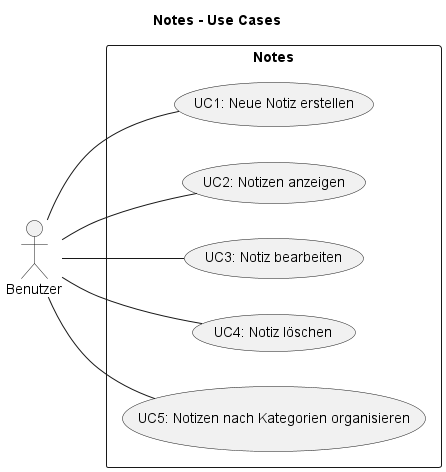 Notes - Use Cases
Notes
UC1: Neue Notiz erstellen
UC2: Notizen anzeigen
UC3: Notiz bearbeiten
Benutzer
UC4: Notiz löschen
UC5: Notizen nach Kategorien organisieren